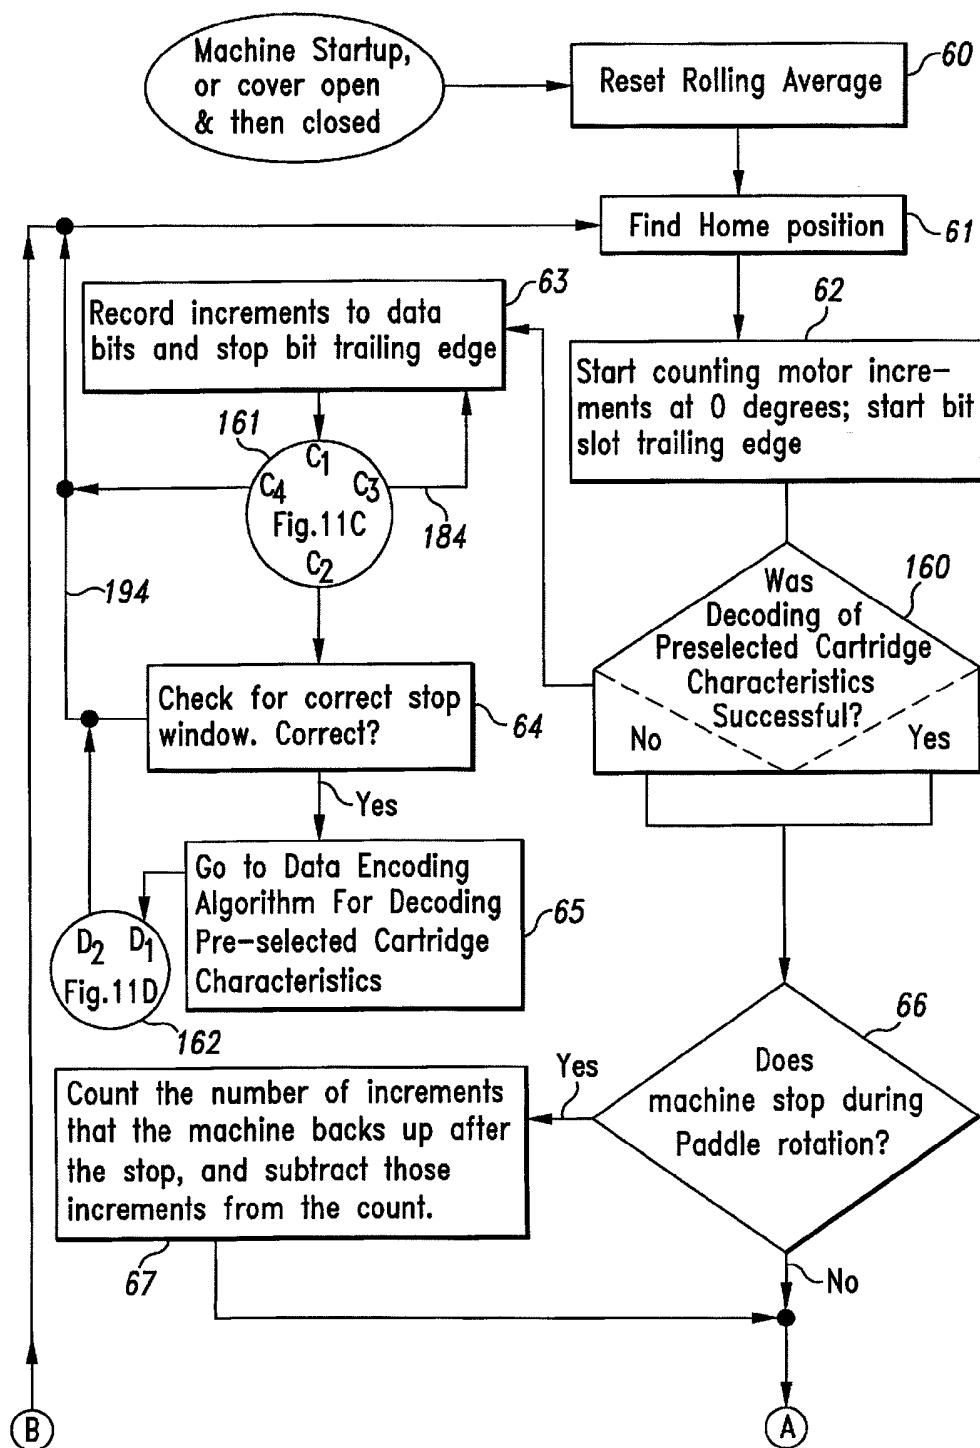 Machine Startup,
or cover open
& then closed
60
Reset Rolling Average
61
Find Home position
62
Start counting motor incre-
ments at 0 degrees; start bit
slot trailing edge
63
Record increments to data
bits and stop bit trailing edge
161
C1
C4 C3
Fig.11C
C2
184
194
160
Was
Decoding of
Preselected Cartridge
Characteristics
Successful?
No Yes
Check for correct stop
window. Correct?
64
Yes
Go to Data Encoding
Algorithm For Decoding
Pre-selected Cartridge
Characteristics
65
D2 D1
Fig.11D
162
66
Does
machine stop during
Paddle rotation?
Yes
Count the number of increments
that the machine backs up after
the stop, and subtract those
increments from the count.
67
No
B
A